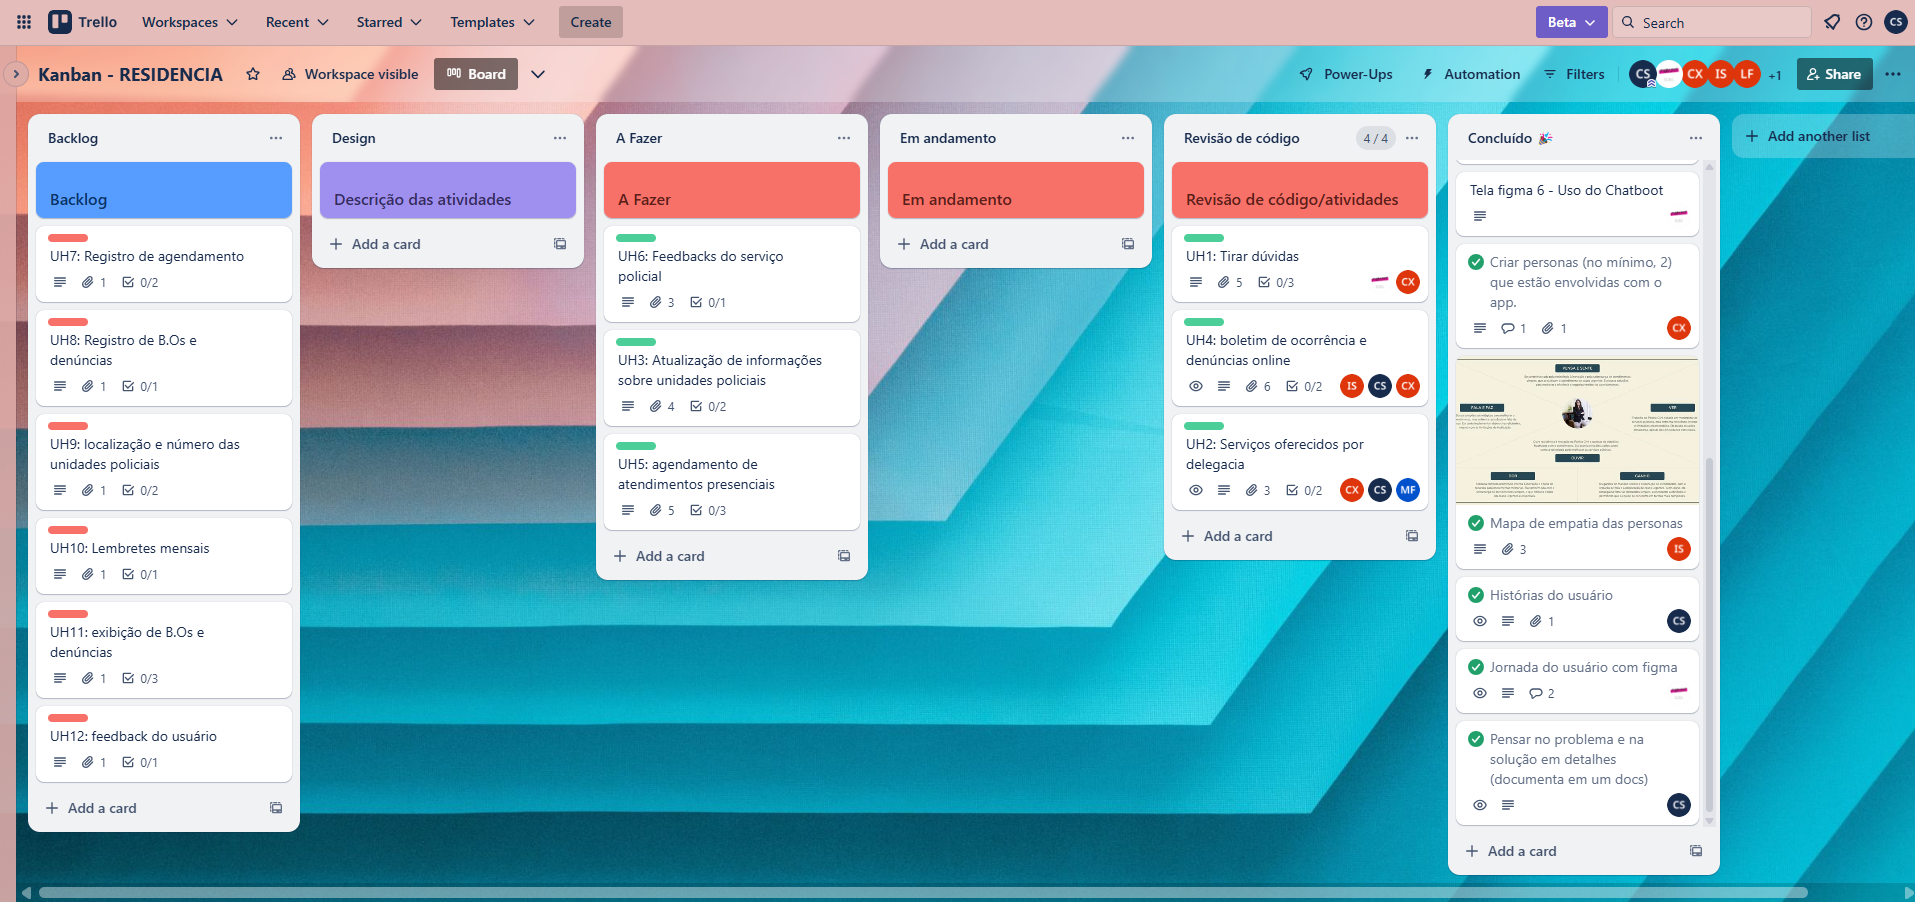 Trello
Workspaces
Recent
Starred
Templates
Create
Beta
Search
CS
Kanban - RESIDENCIA
Workspace visible
Board
Power-Ups
Automation
Filters
CS
CX
IS
LF
+1
Share
Backlog
Backlog
UH7: Registro de agendamento
1
0/2
UH8: Registro de B.Os e
denúncias
1
0/1
UH9: localização e número das
unidades policiais
1
0/2
UH10: Lembretes mensais
1
0/1
UH11: exibição de B.Os e
denúncias
1
0/3
UH12: feedback do usuário
1
0/1
Add a card
Design
Descrição das atividades
Add a card
A Fazer
A Fazer
UH6: Feedbacks do serviço
policial
3
0/1
UH3: Atualização de informações
sobre unidades policiais
4
0/2
UH5: agendamento de
atendimentos presenciais
5
0/3
Add a card
Em andamento
Em andamento
Add a card
Revisão de código
4 / 4
Revisão de código/atividades
UH1: Tirar dúvidas
5
0/3
CX
UH4: boletim de ocorrência e
denúncias online
6
0/2
IS
CS
CX
UH2: Serviços oferecidos por
delegacia
3
0/2
CX
CS
MF
Add a card
Concluído 🎉
Tela figma 6 - Uso do Chatboot
Criar personas (no mínimo, 2)
que estão envolvidas com o
app.
1
1
CX
PENSA E SENTE
FALA E FAZ
VER
OUVIR
DOR
GANHO
Mapa de empatia das personas
3
IS
Histórias do usuário
1
CS
Jornada do usuário com figma
2
Pensar no problema e na
solução em detalhes
(documenta em um docs)
CS
Add a card
Add another list